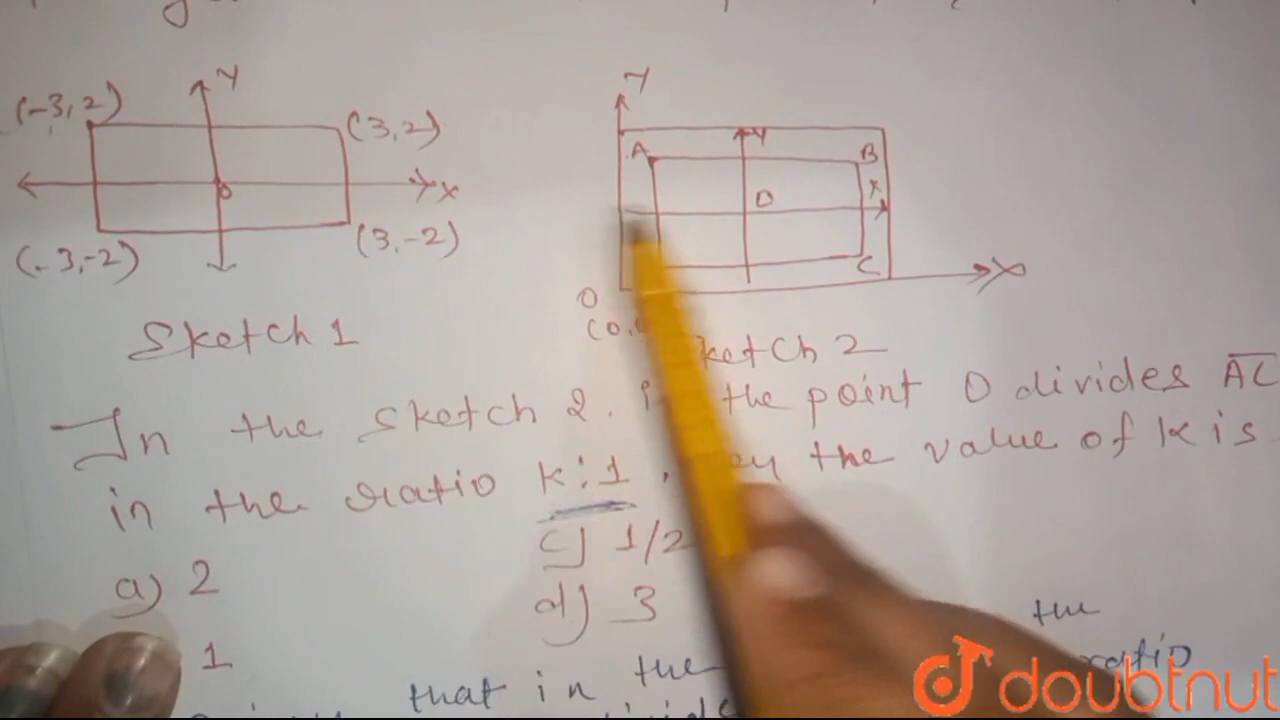 Y
(-3, 2)
(3, 2)
O
X
(-3, -2)
(3, -2)
Sketch 1
Y
A
Y
B
O
X
C
X
O
(0,
ketch 2
In the Sketch 2. the point O divides AC
in the ratio k:1, the value of k is
a) 2
c) 1/2
d) 3
1
the
that in the ratio
doubtnut